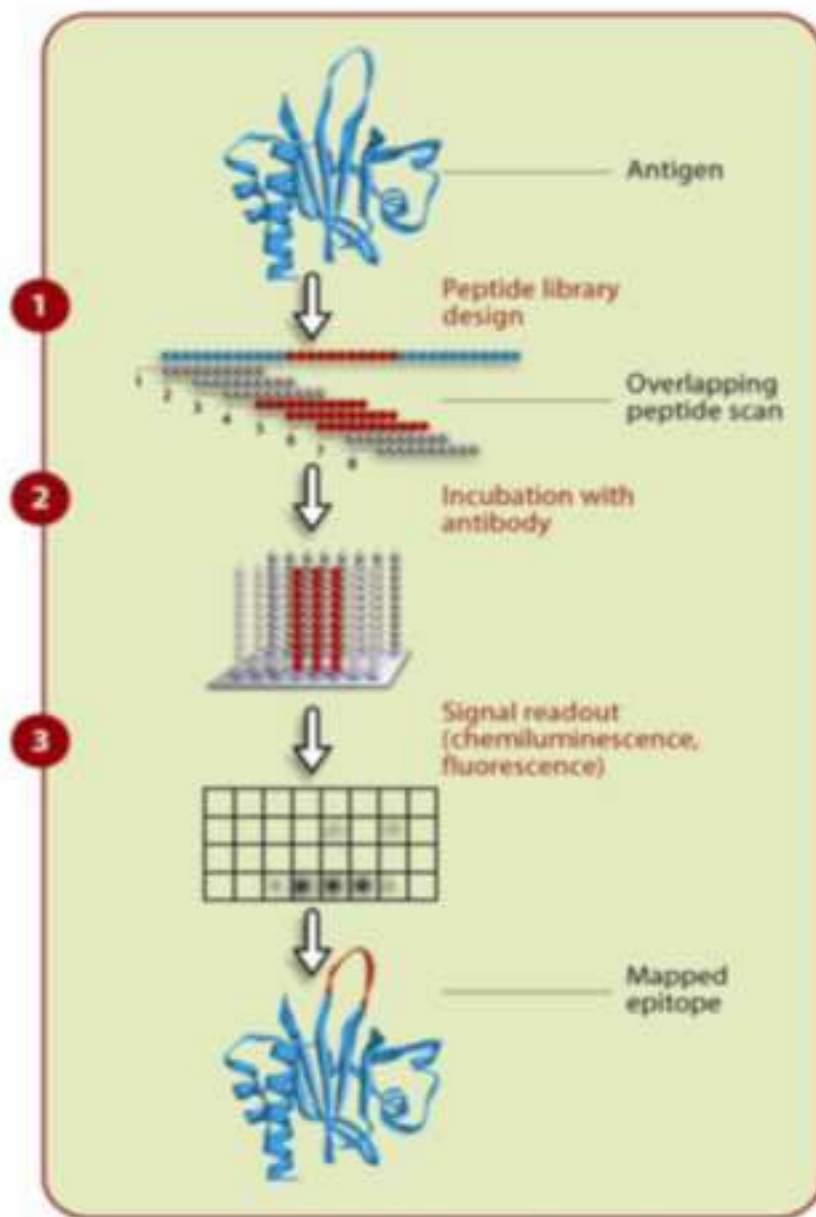 Antigen
1
Peptide library
design
Overlapping
peptide scan
1
2
3
4
5
6
7
8
2
Incubation with
antibody
3
Signal readout
(chemiluminescence,
fluorescence)
Mapped
epitope